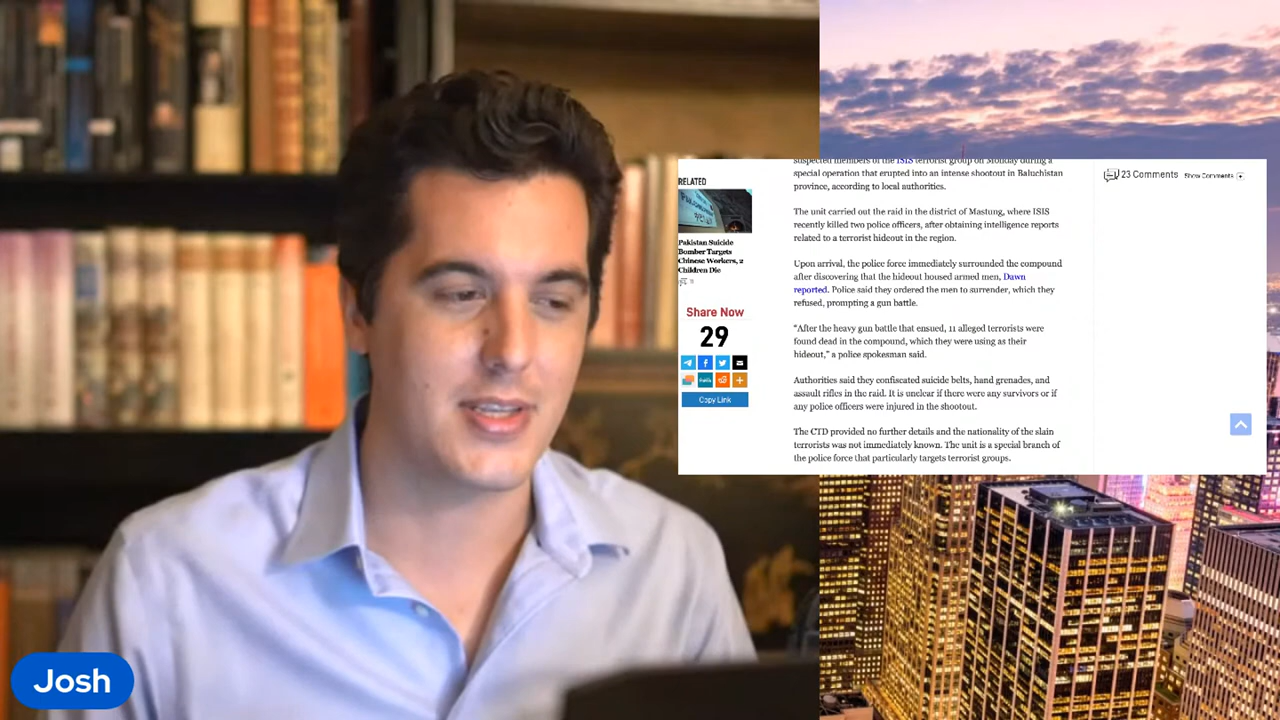 suspected members of the ISIS terrorist group on Monday during a
special operation that erupted into an intense shootout in Baluchistan
province, according to local authorities.
The unit carried out the raid in the district of Mastung, where ISIS
recently killed two police officers, after obtaining intelligence reports
related to a terrorist hideout in the region.
Upon arrival, the police force immediately surrounded the compound
after discovering that the hideout housed armed men, Dawn
reported. Police said they ordered the men to surrender, which they
refused, prompting a gun battle.
“After the heavy gun battle that ensued, 11 alleged terrorists were
found dead in the compound, which they were using as their
hideout,” a police spokesman said.
Authorities said they confiscated suicide belts, hand grenades, and
assault rifles in the raid. It is unclear if there were any survivors or if
any police officers were injured in the shootout.
The CTD provided no further details and the nationality of the slain
terrorists was not immediately known. The unit is a special branch of
the police force that particularly targets terrorist groups.
RELATED
Pakistan Suicide
Bomber Targets
Chinese Workers, 2
Children Die
Share Now
29
Copy Link
23 Comments Show Comments
Josh